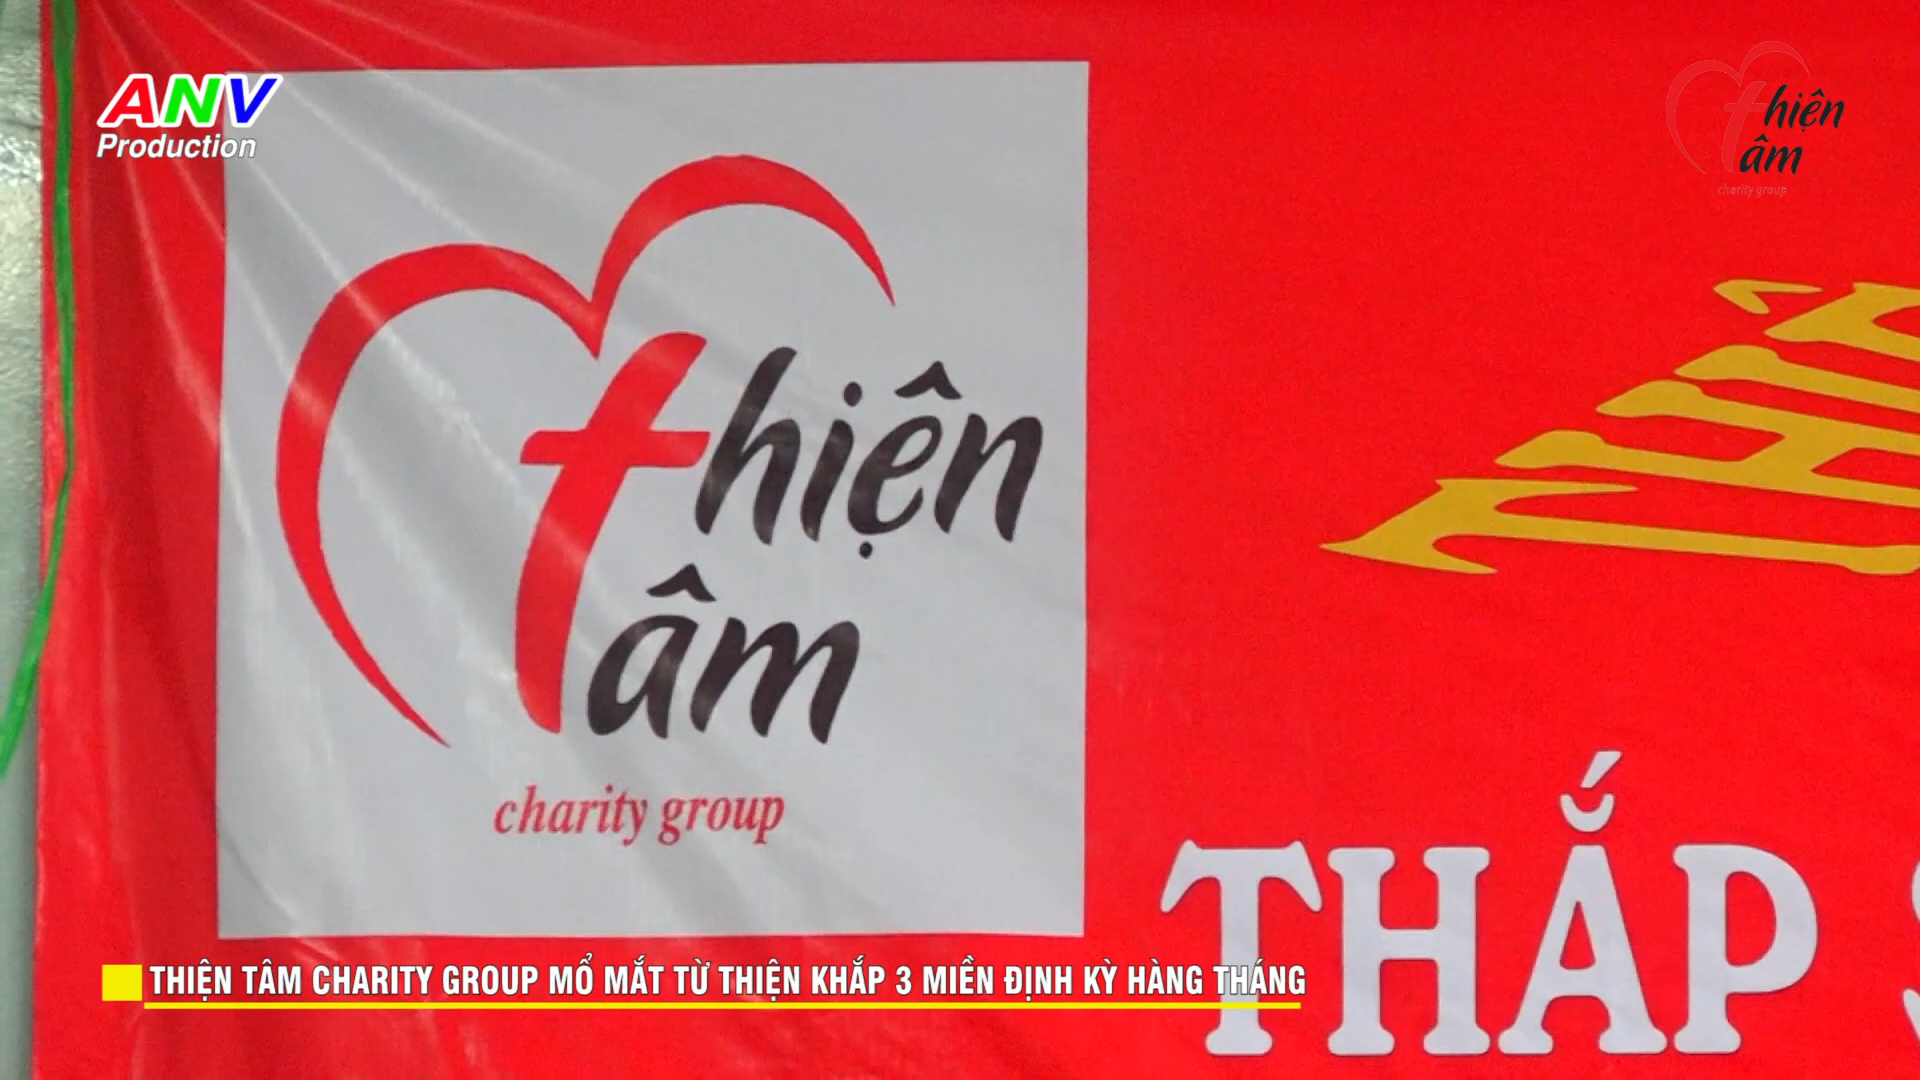 ANV
Production
thiện
tâm
charity group
thiện
tâm
charity group
THẮP
THIỆN TÂM CHARITY GROUP MỔ MẮT TỪ THIỆN KHẮP 3 MIỀN ĐỊNH KỲ HÀNG THÁNG